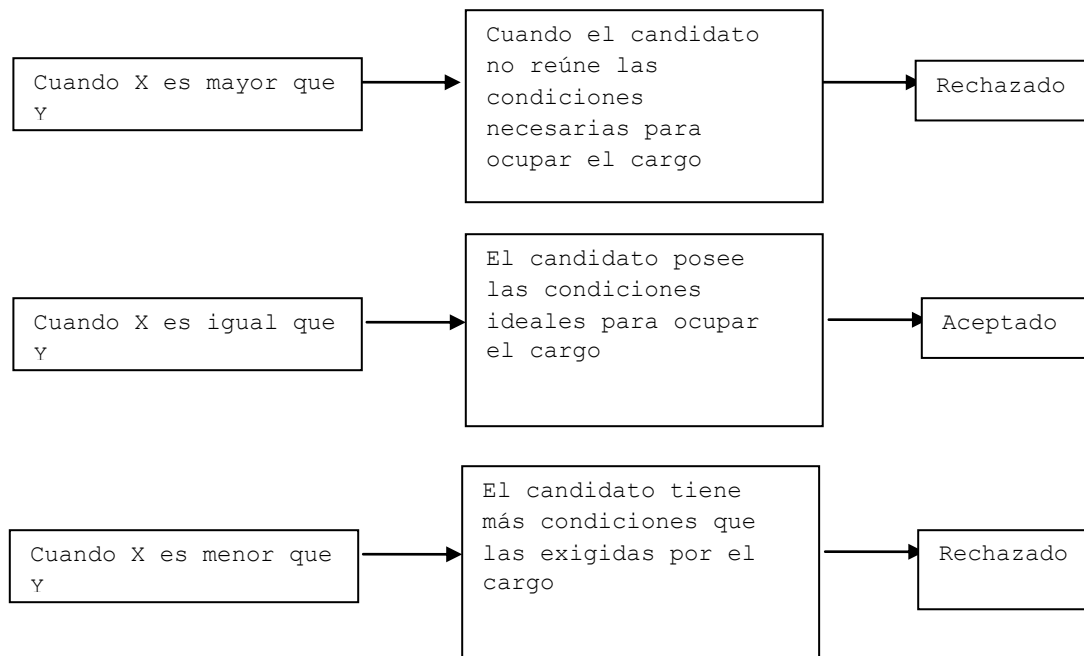 Cuando X es mayor que
Y
Cuando el candidato
no reúne las
condiciones
necesarias para
ocupar el cargo
Rechazado
Cuando X es igual que
Y
El candidato posee
las condiciones
ideales para ocupar
el cargo
Aceptado
Cuando X es menor que
Y
El candidato tiene
más condiciones que
las exigidas por el
cargo
Rechazado